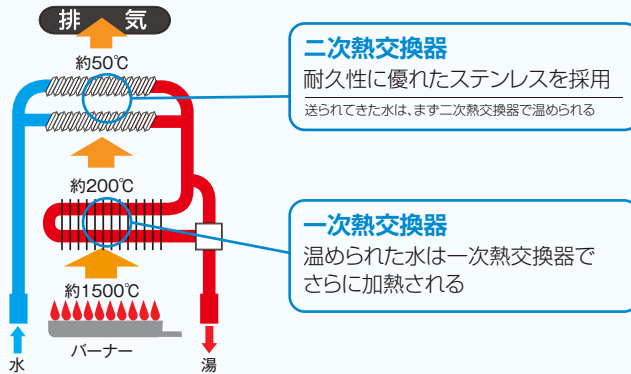 排 気
約50℃
約200℃
約1500℃
バーナー
水
湯
二次熱交換器
耐久性に優れたステンレスを採用
送られてきた水は、まず二次熱交換器で温められる
一次熱交換器
温められた水は一次熱交換器で
さらに加熱される